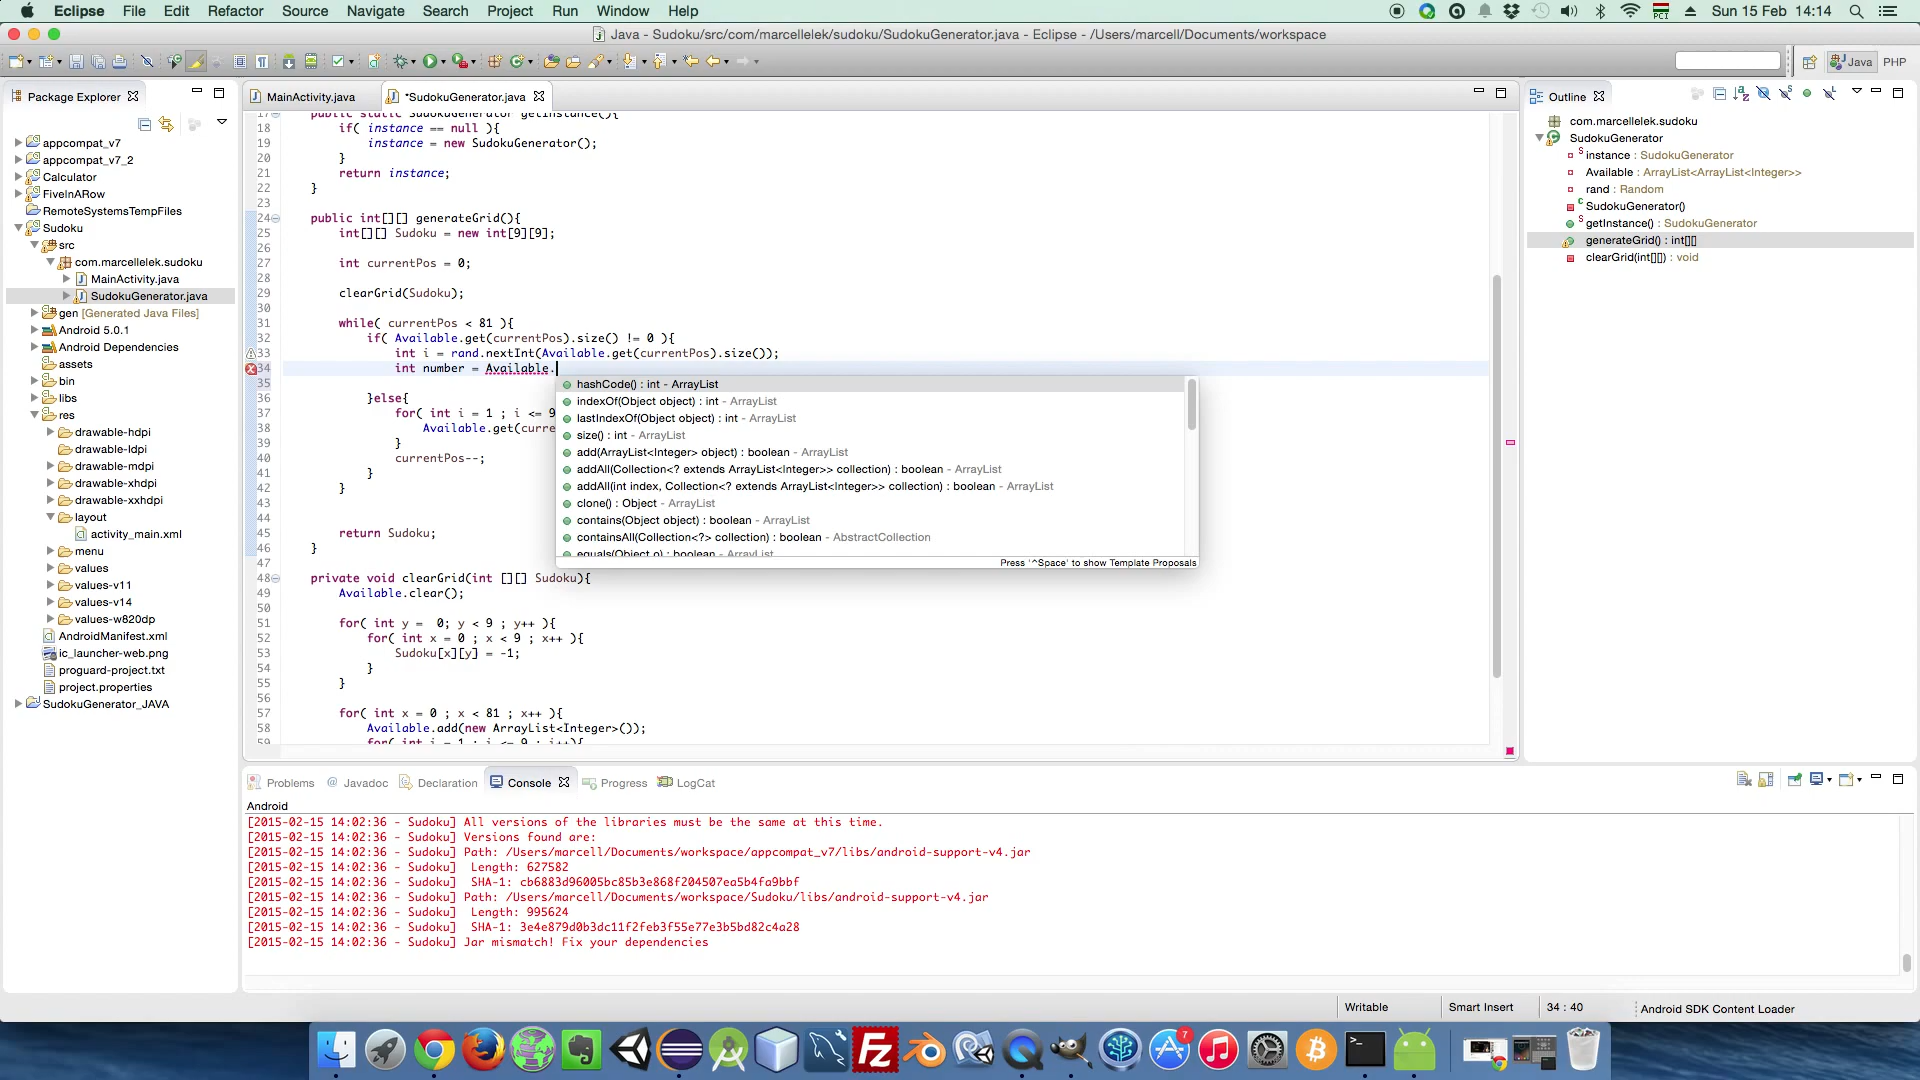 Eclipse File Edit Refactor Source Navigate Search Project Run Window Help
Sun 15 Feb 14:14
Java - Sudoku/src/com/marcellelek/sudoku/SudokuGenerator.java - Eclipse - /Users/marcell/Documents/workspace
Java PHP
Package Explorer
appcompat_v7
appcompat_v7_2
Calculator
FiveInARow
RemoteSystemsTempFiles
Sudoku
src
com.marcellelek.sudoku
MainActivity.java
SudokuGenerator.java
gen [Generated Java Files]
Android 5.0.1
Android Dependencies
assets
bin
libs
res
drawable-hdpi
drawable-ldpi
drawable-mdpi
drawable-xhdpi
drawable-xxhdpi
layout
activity_main.xml
menu
values
values-v11
values-v14
values-w820dp
AndroidManifest.xml
ic_launcher-web.png
proguard-project.txt
project.properties
SudokuGenerator_JAVA
MainActivity.java *SudokuGenerator.java
17 public static SudokuGenerator getInstance(){
18 if( instance == null ){
19 instance = new SudokuGenerator();
20 }
21 return instance;
22 }
23
24 public int[][] generateGrid(){
25 int[][] Sudoku = new int[9][9];
26
27 int currentPos = 0;
28
29 clearGrid(Sudoku);
30
31 while( currentPos < 81 ){
32 if( Available.get(currentPos).size() != 0 ){
33 int i = rand.nextInt(Available.get(currentPos).size());
34 int number = Available.
35
36 }else{
37 for( int i = 1 ; i <= 9
38 Available.get(curre
39 }
40 currentPos--;
41 }
42 }
43
44
45 return Sudoku;
46 }
47
48 private void clearGrid(int [][] Sudoku){
49 Available.clear();
50
51 for( int y =  0; y < 9 ; y++ ){
52 for( int x = 0 ; x < 9 ; x++ ){
53 Sudoku[x][y] = -1;
54 }
55 }
56
57 for( int x = 0 ; x < 81 ; x++ ){
58 Available.add(new ArrayList<Integer>());
59 for( int i = 1 ; i <= 9 ; i++){
hashCode() : int - ArrayList
indexOf(Object object) : int - ArrayList
lastIndexOf(Object object) : int - ArrayList
size() : int - ArrayList
add(ArrayList<Integer> object) : boolean - ArrayList
addAll(Collection<? extends ArrayList<Integer>> collection) : boolean - ArrayList
addAll(int index, Collection<? extends ArrayList<Integer>> collection) : boolean - ArrayList
clone() : Object - ArrayList
contains(Object object) : boolean - ArrayList
containsAll(Collection<?> collection) : boolean - AbstractCollection
equals(Object o) : boolean - ArrayList
Press '^Space' to show Template Proposals
Outline
com.marcellelek.sudoku
SudokuGenerator
instance : SudokuGenerator
Available : ArrayList<ArrayList<Integer>>
rand : Random
SudokuGenerator()
getInstance() : SudokuGenerator
generateGrid() : int[][]
clearGrid(int[][]) : void
Problems Javadoc Declaration Console Progress LogCat
Android
[2015-02-15 14:02:36 - Sudoku] All versions of the libraries must be the same at this time.
[2015-02-15 14:02:36 - Sudoku] Versions found are:
[2015-02-15 14:02:36 - Sudoku] Path: /Users/marcell/Documents/workspace/appcompat_v7/libs/android-support-v4.jar
[2015-02-15 14:02:36 - Sudoku] Length: 627582
[2015-02-15 14:02:36 - Sudoku] SHA-1: cb6883d96005bc85b3e868f204507ea5b4fa9bbf
[2015-02-15 14:02:36 - Sudoku] Path: /Users/marcell/Documents/workspace/Sudoku/libs/android-support-v4.jar
[2015-02-15 14:02:36 - Sudoku] Length: 995624
[2015-02-15 14:02:36 - Sudoku] SHA-1: 3e4e879d0b3dc11f2feb3f55e77e3b5bd82c4a28
[2015-02-15 14:02:36 - Sudoku] Jar mismatch! Fix your dependencies
Writable Smart Insert 34 : 40 Android SDK Content Loader
7